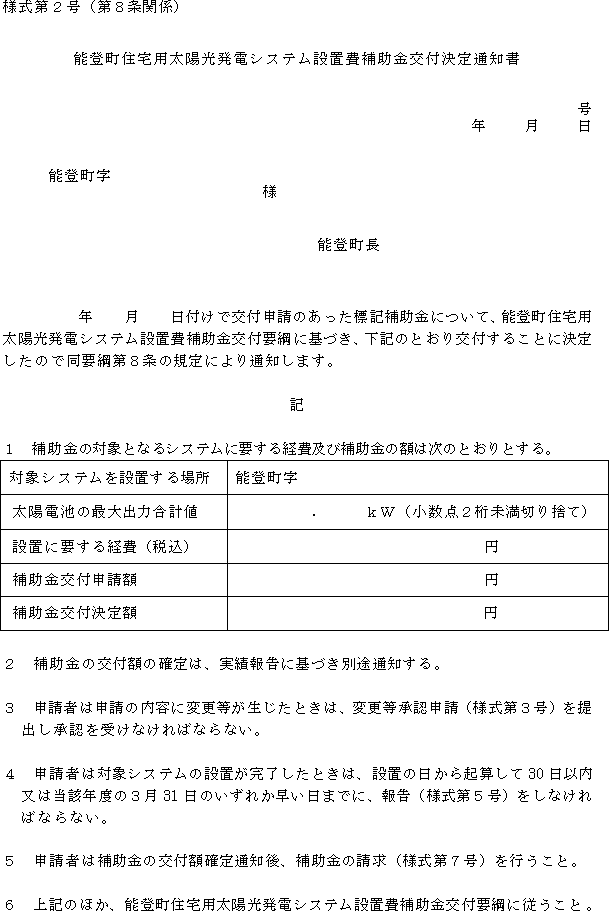 様式第２号（第８条関係）
能登町住宅用太陽光発電システム設置費補助金交付決定通知書
号
年　　月　　日
能登町字
様
能登町長
年　　月　　日付けで交付申請のあった標記補助金について、能登町住宅用
太陽光発電システム設置費補助金交付要綱に基づき、下記のとおり交付することに決定
したので同要綱第８条の規定により通知します。
記
１　補助金の対象となるシステムに要する経費及び補助金の額は次のとおりとする。
対象システムを設置する場所　能登町字
太陽電池の最大出力合計値　．　ｋＷ（小数点２桁未満切り捨て）
設置に要する経費（税込）　円
補助金交付申請額　円
補助金交付決定額　円
２　補助金の交付額の確定は、実績報告に基づき別途通知する。
３　申請者は申請の内容に変更等が生じたときは、変更等承認申請（様式第３号）を提
出し承認を受けなければならない。
４　申請者は対象システムの設置が完了したときは、設置の日から起算して 30 日以内
又は当該年度の３月 31 日のいずれか早い日までに、報告（様式第５号）をしなけれ
ばならない。
５　申請者は補助金の交付額確定通知後、補助金の請求（様式第７号）を行うこと。
６　上記のほか、能登町住宅用太陽光発電システム設置費補助金交付要綱に従うこと。